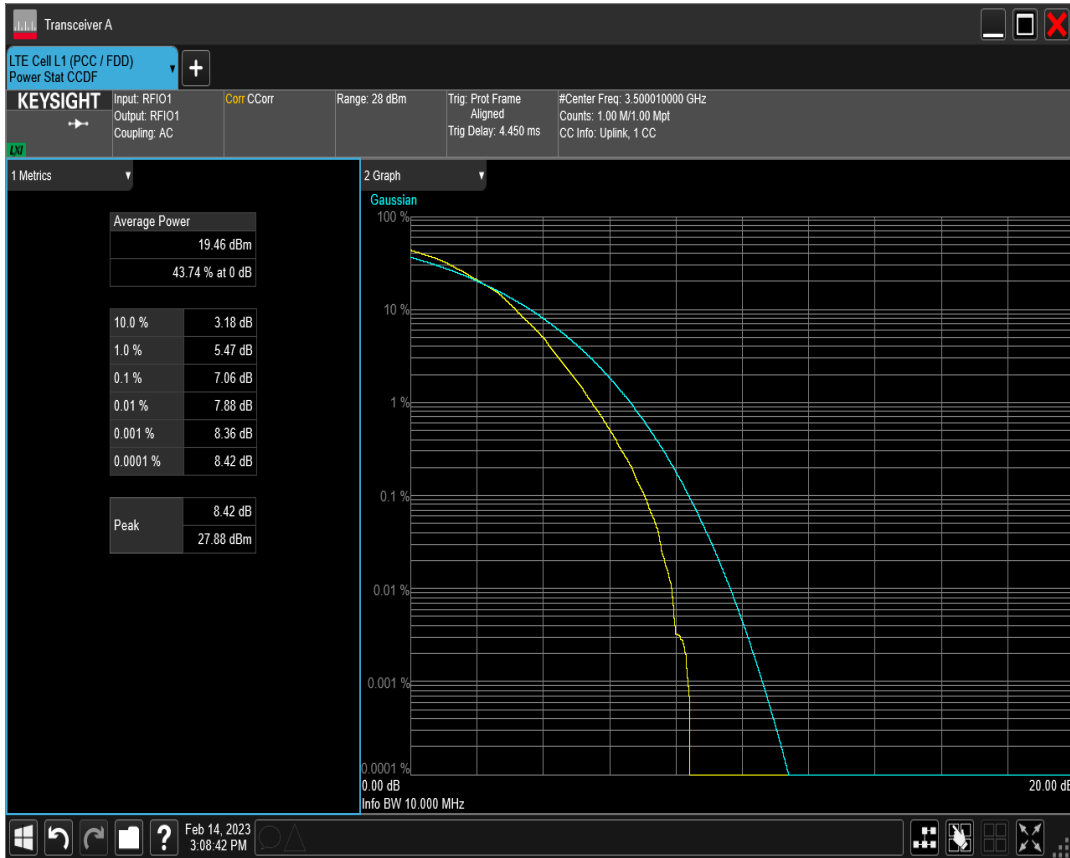 Transceiver A
LTE Cell L1 (PCC / FDD)
Power Stat CCDF
+
KEYSIGHT
LXI
Input: RFIO1
Output: RFIO1
Coupling: AC
Corr CCorr
Range: 28 dBm
Trig: Prot Frame
Aligned
Trig Delay: 4.450 ms
#Center Freq: 3.500010000 GHz
Counts: 1.00 M/1.00 Mpt
CC Info: Uplink, 1 CC
1 Metrics
Average Power
19.46 dBm
43.74 % at 0 dB
10.0 % 3.18 dB
1.0 % 5.47 dB
0.1 % 7.06 dB
0.01 % 7.88 dB
0.001 % 8.36 dB
0.0001 % 8.42 dB
Peak
8.42 dB
27.88 dBm
2 Graph
Gaussian
100 %
10 %
1 %
0.1 %
0.01 %
0.001 %
0.0001 %
0.00 dB 20.00 dB
Info BW 10.000 MHz
?
Feb 14, 2023
3:08:42 PM